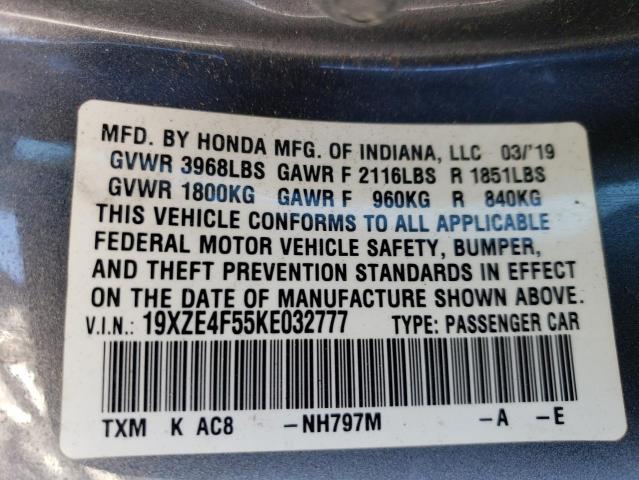 MFD. BY HONDA MFG. OF INDIANA, LLC 03/'19
GVWR 3968LBS GAWR F 2116LBS R 1851LBS
GVWR 1800KG GAWR F 960KG R 840KG
THIS VEHICLE CONFORMS TO ALL APPLICABLE
FEDERAL MOTOR VEHICLE SAFETY, BUMPER,
AND THEFT PREVENTION STANDARDS IN EFFECT
ON THE DATE OF MANUFACTURE SHOWN ABOVE.
V.I.N.: 19XZE4F55KE032777 TYPE: PASSENGER CAR
TXM K AC8 -NH797M -A -E